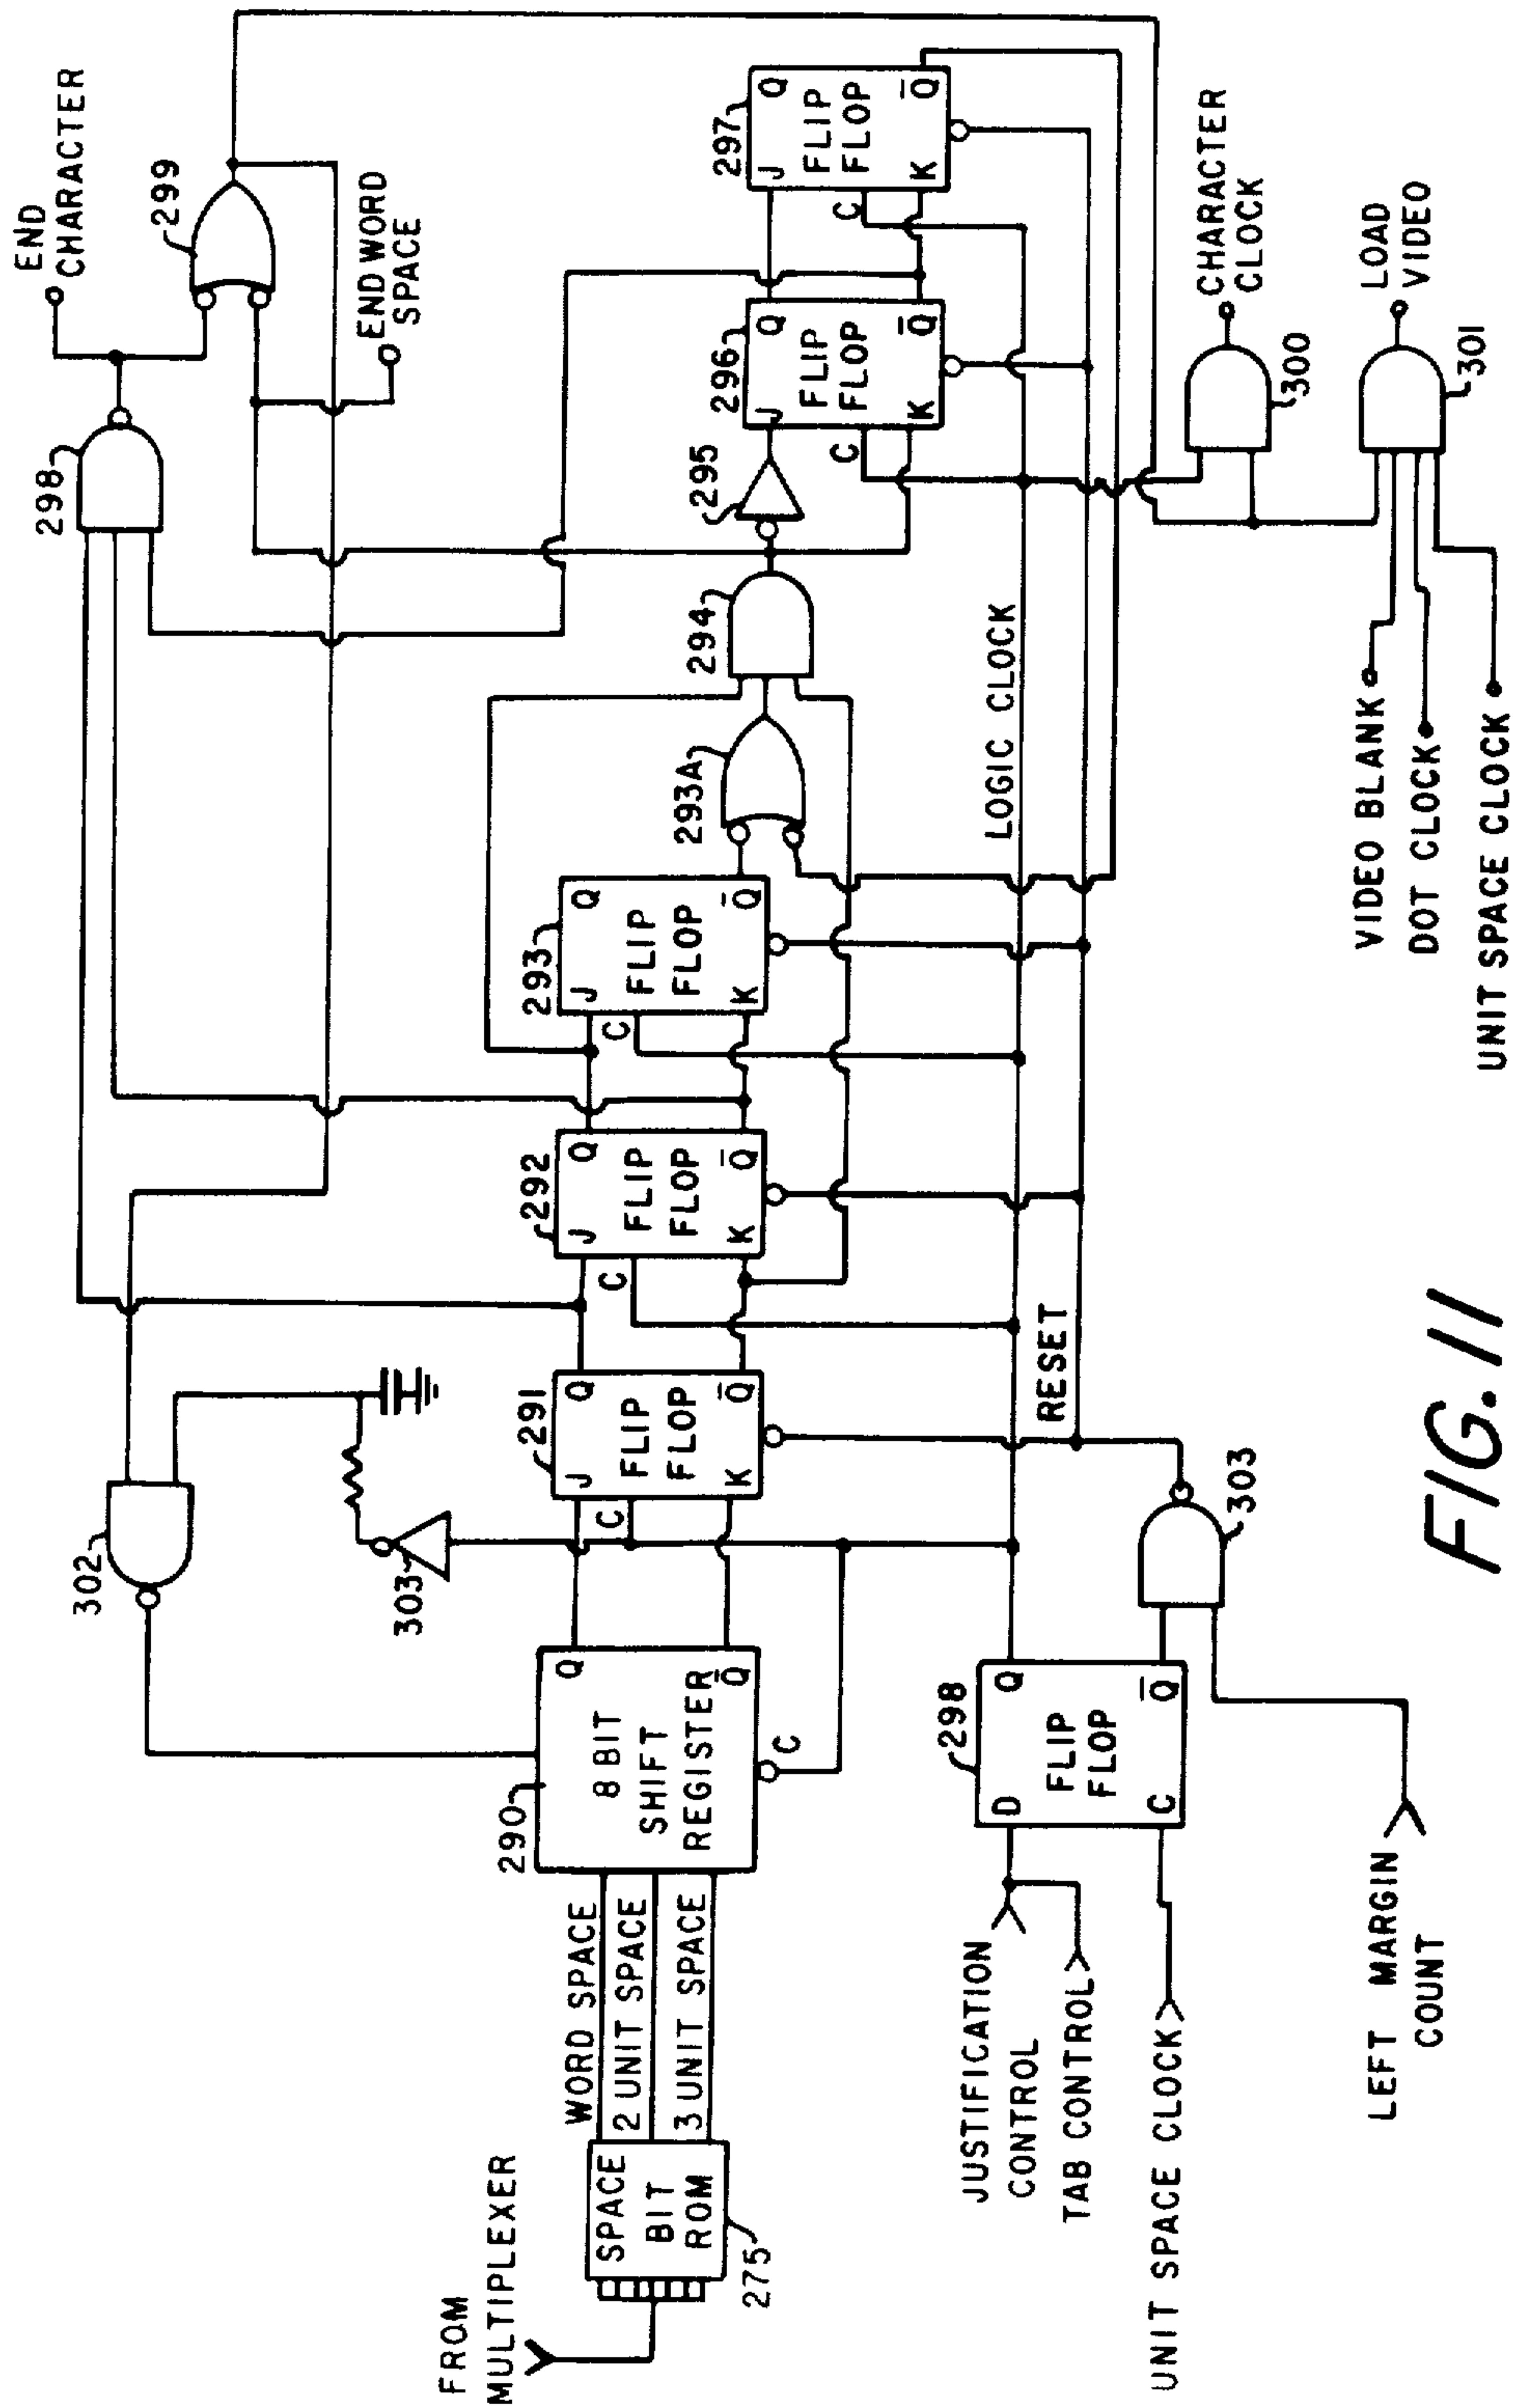 END
CHARACTER
299
298
END WORD
SPACE
302
303
FROM
MULTIPLEXER
SPACE
BIT
ROM
275
WORD SPACE
2 UNIT SPACE
3 UNIT SPACE
290
8 BIT
SHIFT
REGISTER
Q
Q̅
C
291
J
Q
C
FLIP
FLOP
K
Q̅
292
J
Q
C
FLIP
FLOP
K
Q̅
293
J
Q
C
FLIP
FLOP
K
Q̅
293A
294
295
296
J
Q
C
FLIP
FLOP
K
Q̅
297
J
Q
C
FLIP
FLOP
K
Q̅
LOGIC CLOCK
RESET
JUSTIFICATION
CONTROL
TAB CONTROL
UNIT SPACE CLOCK
298
D
Q
FLIP
FLOP
C
Q̅
303
LEFT MARGIN
COUNT
CHARACTER
CLOCK
300
LOAD
VIDEO
301
VIDEO BLANK
DOT CLOCK
UNIT SPACE CLOCK
FIG. 11